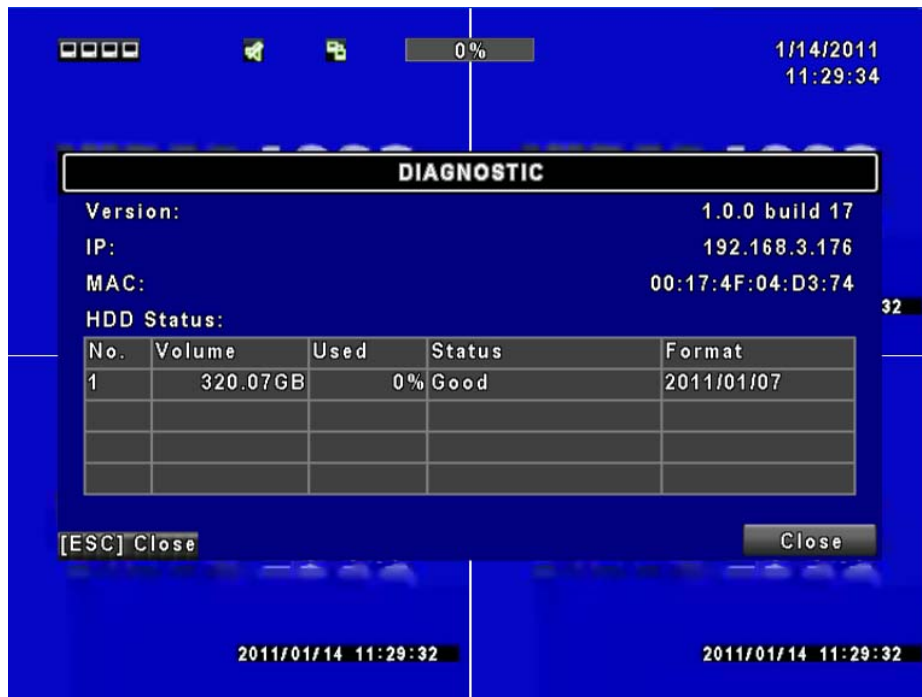 0%
1/14/2011
11:29:34
DIAGNOSTIC
Version: 1.0.0 build 17
IP: 192.168.3.176
MAC: 00:17:4F:04:D3:74
32
HDD Status:
No. Volume Used Status Format
1 320.07GB 0% Good 2011/01/07
[ESC] Close Close
2011/01/14 11:29:32 2011/01/14 11:29:32